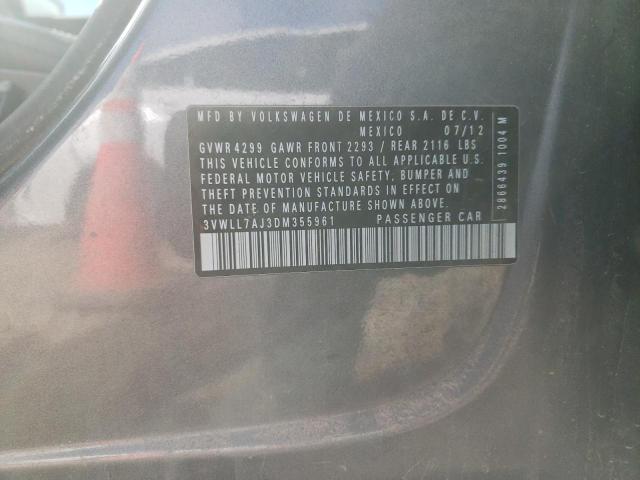 MFD BY VOLKSWAGEN DE MEXICO S.A. DE C.V.
MEXICO 07/12
GVWR 4299 GAWR FRONT 2293 / REAR 2116 LBS
THIS VEHICLE CONFORMS TO ALL APPLICABLE U.S.
FEDERAL MOTOR VEHICLE SAFETY, BUMPER AND
THEFT PREVENTION STANDARDS IN EFFECT ON
THE DATE OF MANUFACTURE SHOWN ABOVE.
3VWLL7AJ3DM355961 PASSENGER CAR
2866439 1004 M